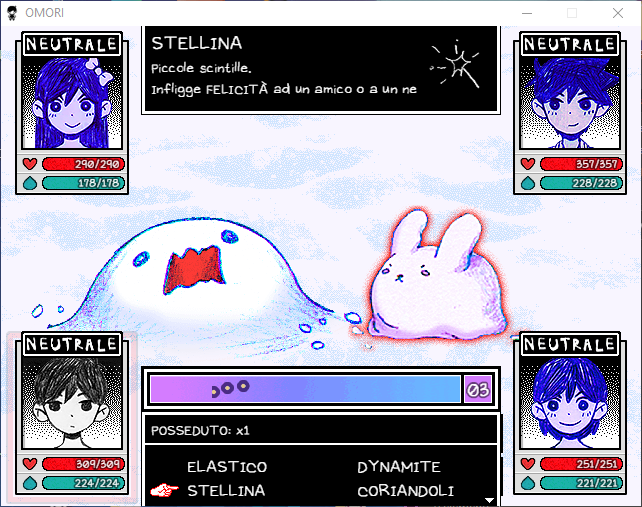 OMORI
NEUTRALE
290/290
178/178
STELLINA
Piccole scintille.
Infligge FELICITÀ ad un amico o a un ne
NEUTRALE
357/357
228/228
NEUTRALE
309/309
224/224
03
POSSEDUTO: x1
ELASTICO
DYNAMITE
STELLINA
CORIANDOLI
NEUTRALE
251/251
221/221